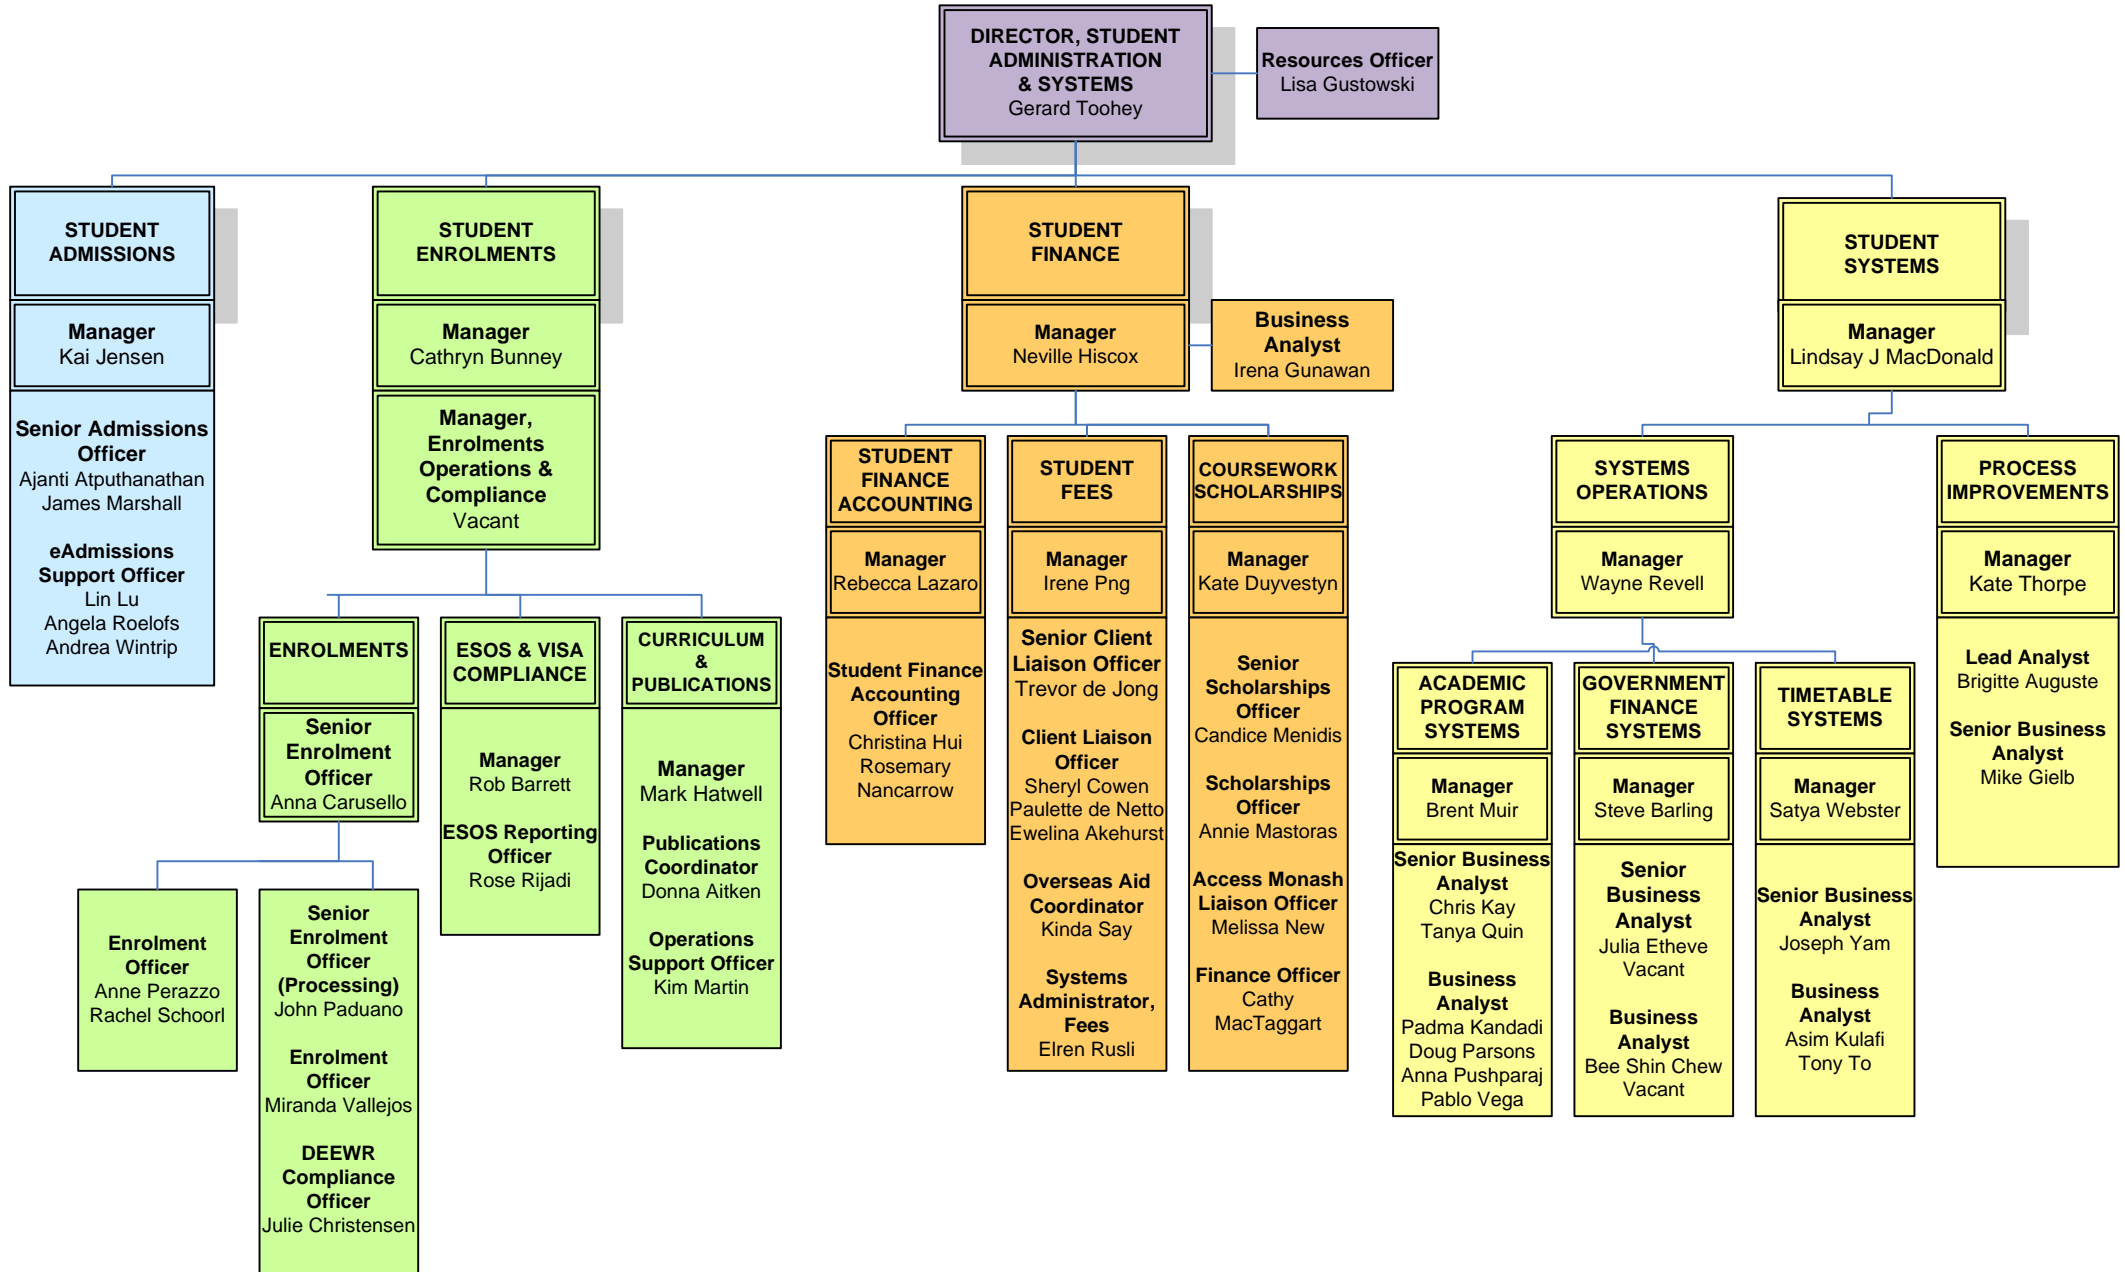 DIRECTOR, STUDENT
ADMINISTRATION
& SYSTEMS
Gerard Toohey
Resources Officer
Lisa Gustowski
STUDENT
ADMISSIONS
Manager
Kai Jensen
Senior Admissions
Officer
Ajanti Atputhanathan
James Marshall
eAdmissions
Support Officer
Lin Lu
Angela Roelofs
Andrea Wintrip
STUDENT
ENROLMENTS
Manager
Cathryn Bunney
Manager,
Enrolments
Operations &
Compliance
Vacant
ENROLMENTS
Senior
Enrolment
Officer
Anna Carusello
Enrolment
Officer
Anne Perazzo
Rachel Schoorl
Senior
Enrolment
Officer
(Processing)
John Paduano
Enrolment
Officer
Miranda Vallejos
DEEWR
Compliance
Officer
Julie Christensen
ESOS & VISA
COMPLIANCE
Manager
Rob Barrett
ESOS Reporting
Officer
Rose Rijadi
CURRICULUM
&
PUBLICATIONS
Manager
Mark Hatwell
Publications
Coordinator
Donna Aitken
Operations
Support Officer
Kim Martin
STUDENT
FINANCE
Manager
Neville Hiscox
Business
Analyst
Irena Gunawan
STUDENT
FINANCE
ACCOUNTING
Manager
Rebecca Lazaro
Student Finance
Accounting
Officer
Christina Hui
Rosemary
Nancarrow
STUDENT
FEES
Manager
Irene Png
Senior Client
Liaison Officer
Trevor de Jong
Client Liaison
Officer
Sheryl Cowen
Paulette de Netto
Ewelina Akehurst
Overseas Aid
Coordinator
Kinda Say
Systems
Administrator,
Fees
Elren Rusli
COURSEWORK
SCHOLARSHIPS
Manager
Kate Duyvestyn
Senior
Scholarships
Officer
Candice Menidis
Scholarships
Officer
Annie Mastoras
Access Monash
Liaison Officer
Melissa New
Finance Officer
Cathy
MacTaggart
STUDENT
SYSTEMS
Manager
Lindsay J MacDonald
SYSTEMS
OPERATIONS
Manager
Wayne Revell
ACADEMIC
PROGRAM
SYSTEMS
Manager
Brent Muir
Senior Business
Analyst
Chris Kay
Tanya Quin
Business
Analyst
Padma Kandadi
Doug Parsons
Anna Pushparaj
Pablo Vega
GOVERNMENT
FINANCE
SYSTEMS
Manager
Steve Barling
Senior
Business
Analyst
Julia Etheve
Vacant
Business
Analyst
Bee Shin Chew
Vacant
TIMETABLE
SYSTEMS
Manager
Satya Webster
Senior Business
Analyst
Joseph Yam
Business
Analyst
Asim Kulafi
Tony To
PROCESS
IMPROVEMENTS
Manager
Kate Thorpe
Lead Analyst
Brigitte Auguste
Senior Business
Analyst
Mike Gielb